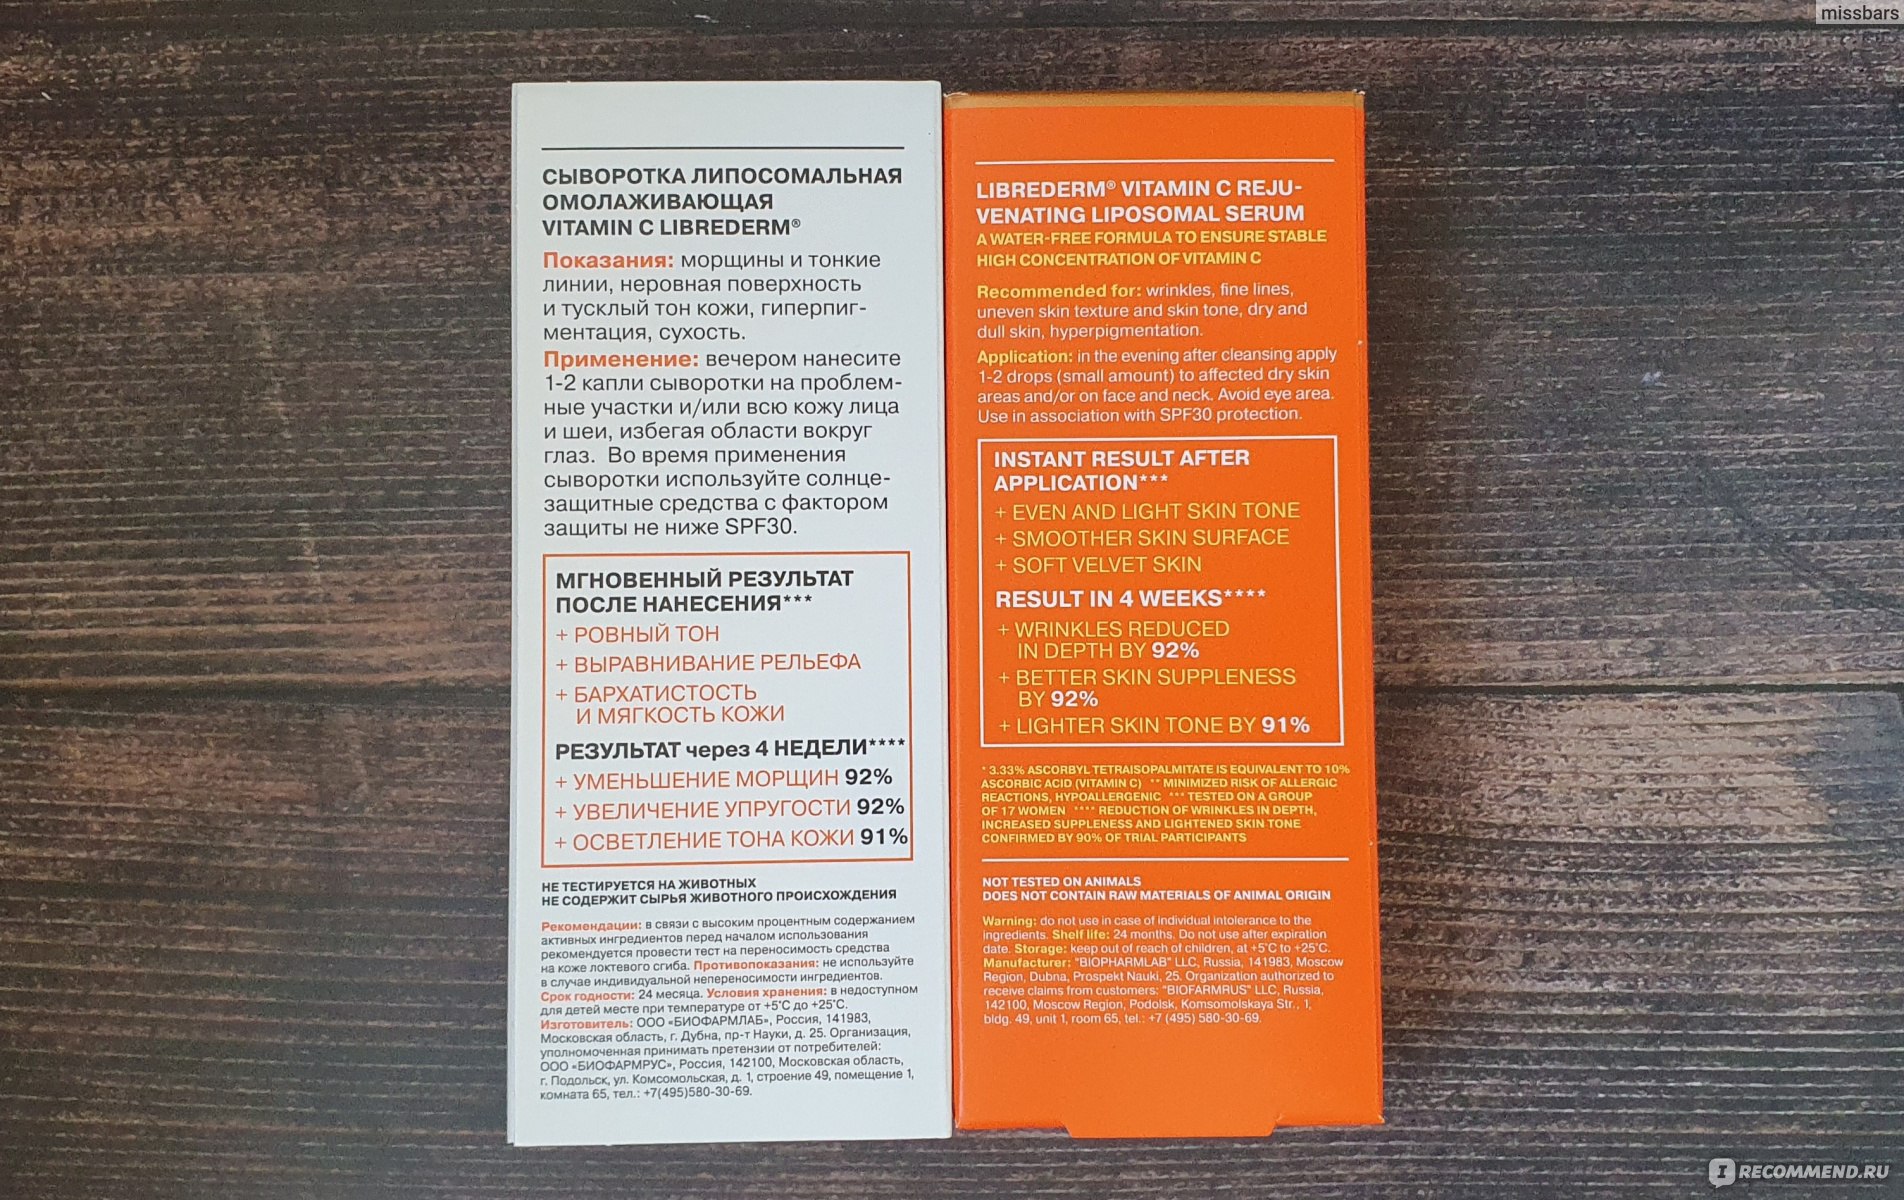 missbars
СЫВОРОТКА ЛИПОСОМАЛЬНАЯ
ОМОЛАЖИВАЮЩАЯ
VITAMIN C LIBREDERM®
Показания: морщины и тонкие
линии, неровная поверхность
и тусклый тон кожи, гиперпиг-
ментация, сухость.
Применение: вечером нанесите
1-2 капли сыворотки на проблем-
ные участки и/или всю кожу лица
и шеи, избегая области вокруг
глаз. Во время применения
сыворотки используйте солнце-
защитные средства с фактором
защиты не ниже SPF30.
МГНОВЕННЫЙ РЕЗУЛЬТАТ
ПОСЛЕ НАНЕСЕНИЯ***
+ РОВНЫЙ ТОН
+ ВЫРАВНИВАНИЕ РЕЛЬЕФА
+ БАРХАТИСТОСТЬ
И МЯГКОСТЬ КОЖИ
РЕЗУЛЬТАТ через 4 НЕДЕЛИ****
+ УМЕНЬШЕНИЕ МОРЩИН 92%
+ УВЕЛИЧЕНИЕ УПРУГОСТИ 92%
+ ОСВЕТЛЕНИЕ ТОНА КОЖИ 91%
НЕ ТЕСТИРУЕТСЯ НА ЖИВОТНЫХ
НЕ СОДЕРЖИТ СЫРЬЯ ЖИВОТНОГО ПРОИСХОЖДЕНИЯ
Рекомендации: в связи с высоким процентным содержанием
активных ингредиентов перед началом использования
рекомендуется провести тест на переносимость средства
на коже локтевого сгиба. Противопоказания: не используйте
в случае индивидуальной непереносимости ингредиентов.
Срок годности: 24 месяца. Условия хранения: в недоступном
для детей месте при температуре от +5°C до +25°C.
Изготовитель: ООО «БИОФАРМЛАБ», Россия, 141983,
Московская область, г. Дубна, пр-т Науки, д. 25. Организация,
уполномоченная принимать претензии от потребителей:
ООО «БИОФАРМРУС», Россия, 142100, Московская область,
г. Подольск, ул. Комсомольская, д. 1, строение 49, помещение 1,
комната 65, тел.: +7(495)580-30-69.
LIBREDERM® VITAMIN C REJU-
VENATING LIPOSOMAL SERUM
A WATER-FREE FORMULA TO ENSURE STABLE
HIGH CONCENTRATION OF VITAMIN C
Recommended for: wrinkles, fine lines,
uneven skin texture and skin tone, dry and
dull skin, hyperpigmentation.
Application: in the evening after cleansing apply
1-2 drops (small amount) to affected dry skin
areas and/or on face and neck. Avoid eye area.
Use in association with SPF30 protection.
INSTANT RESULT AFTER
APPLICATION***
+ EVEN AND LIGHT SKIN TONE
+ SMOOTHER SKIN SURFACE
+ SOFT VELVET SKIN
RESULT IN 4 WEEKS****
+ WRINKLES REDUCED
IN DEPTH BY 92%
+ BETTER SKIN SUPPLENESS
BY 92%
+ LIGHTER SKIN TONE BY 91%
* 3.33% ASCORBYL TETRAISOPALMITATE IS EQUIVALENT TO 10%
ASCORBIC ACID (VITAMIN C) ** MINIMIZED RISK OF ALLERGIC
REACTIONS, HYPOALLERGENIC *** TESTED ON A GROUP
OF 17 WOMEN **** REDUCTION OF WRINKLES IN DEPTH,
INCREASED SUPPLENESS AND LIGHTENED SKIN TONE
CONFIRMED BY 90% OF TRIAL PARTICIPANTS
NOT TESTED ON ANIMALS
DOES NOT CONTAIN RAW MATERIALS OF ANIMAL ORIGIN
Warning: do not use in case of individual intolerance to the
ingredients. Shelf life: 24 months. Do not use after expiration
date. Storage: keep out of reach of children, at +5°C to +25°C.
Manufacturer: "BIOPHARMLAB" LLC, Russia, 141983, Moscow
Region, Dubna, Prospekt Nauki, 25. Organization authorized to
receive claims from customers: "BIOFARMRUS" LLC, Russia,
142100, Moscow Region, Podolsk, Komsomolskaya Str., 1,
bldg. 49, unit 1, room 65, tel.: +7 (495) 580-30-69.
RECOMMEND.RU